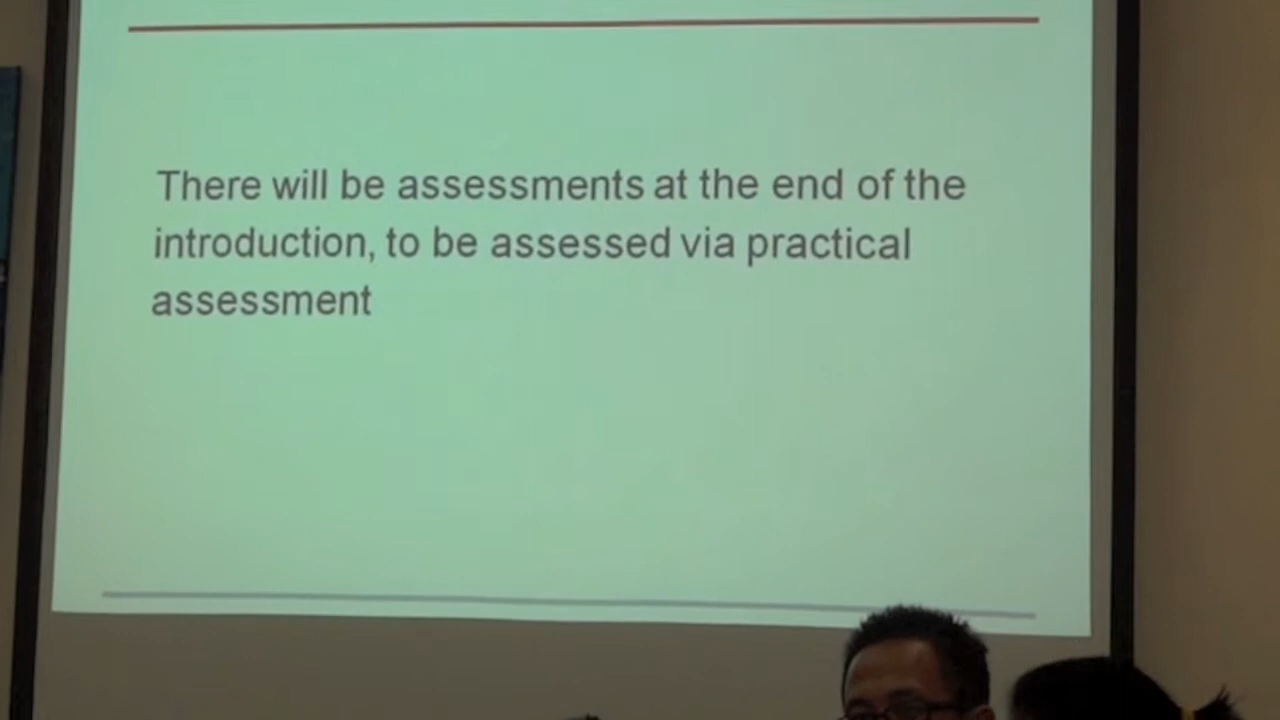 There will be assessments at the end of the
introduction, to be assessed via practical
assessment